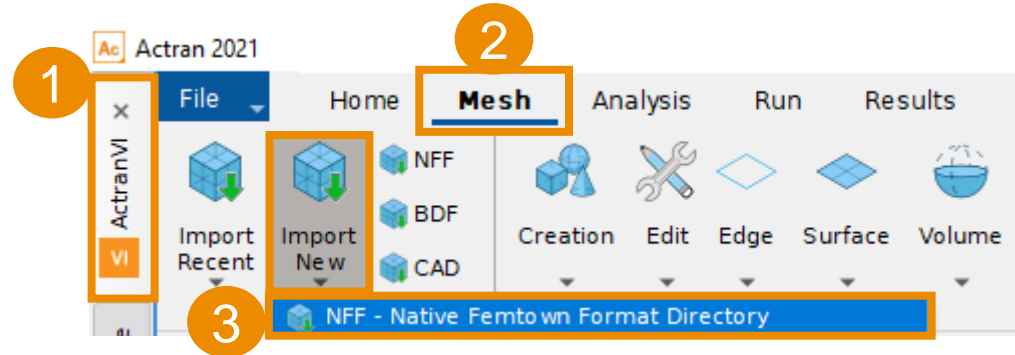 Ac Actran 2021
1
2
× ActranVI VI
File Home Mesh Analysis Run Results
Import Recent
Import New
NFF
BDF
CAD
Creation Edit Edge Surface Volume
3
NFF - Native Femtown Format Directory